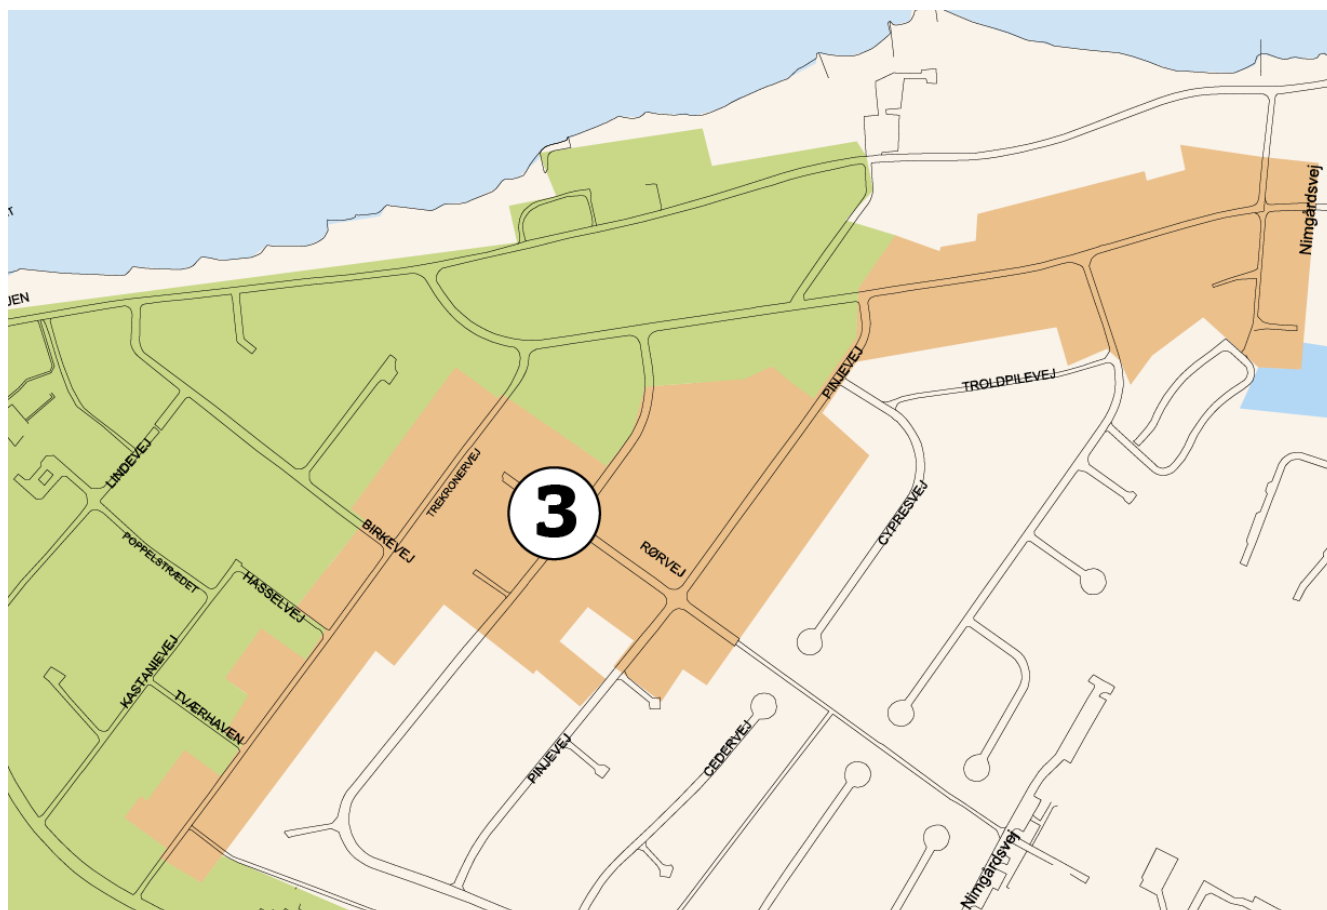 Nimgårdsvej
JEN
PINJEVEJ
TROLDPILEVEJ
LINDEVEJ
TREKRONERVEJ
CYPRESVEJ
BIRKEVEJ
3
RØRVEJ
POPPELSTRÆDET
HASSELVEJ
KASTANIEVEJ
TVÆRHAVEN
PINJEVEJ
CEDERVEJ
Nimgårdsvej